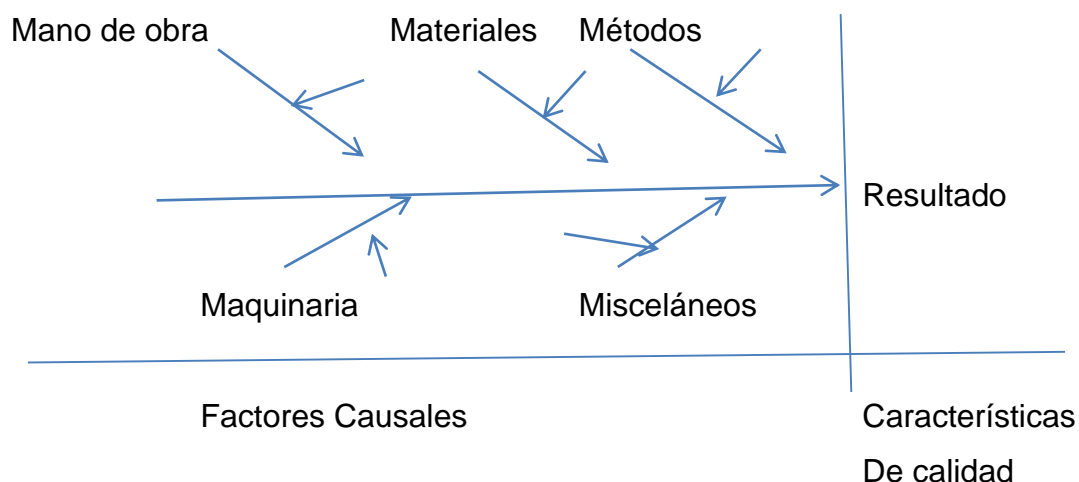 Mano de obra
Materiales
Métodos
Resultado
Maquinaria
Misceláneos
Factores Causales
Características
De calidad